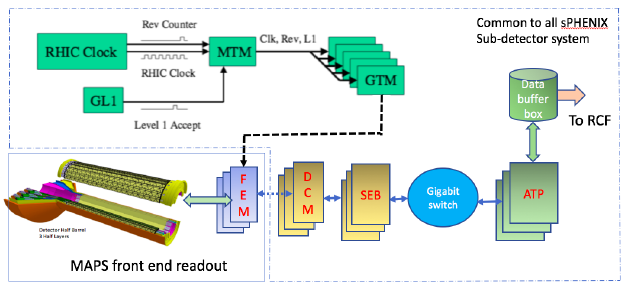 Rev Counter
Common to all sPHENIX
Sub-detector system
Clk, Rev, L1
RHIC Clock
MTM
RHIC Clock
GTM
GL1
Level 1 Accept
Data
buffer
box
To RCF
F
E
M
D
C
M
SEB
Gigabit
switch
ATP
Detector Half Barrel
3 Half Layers
MAPS front end readout